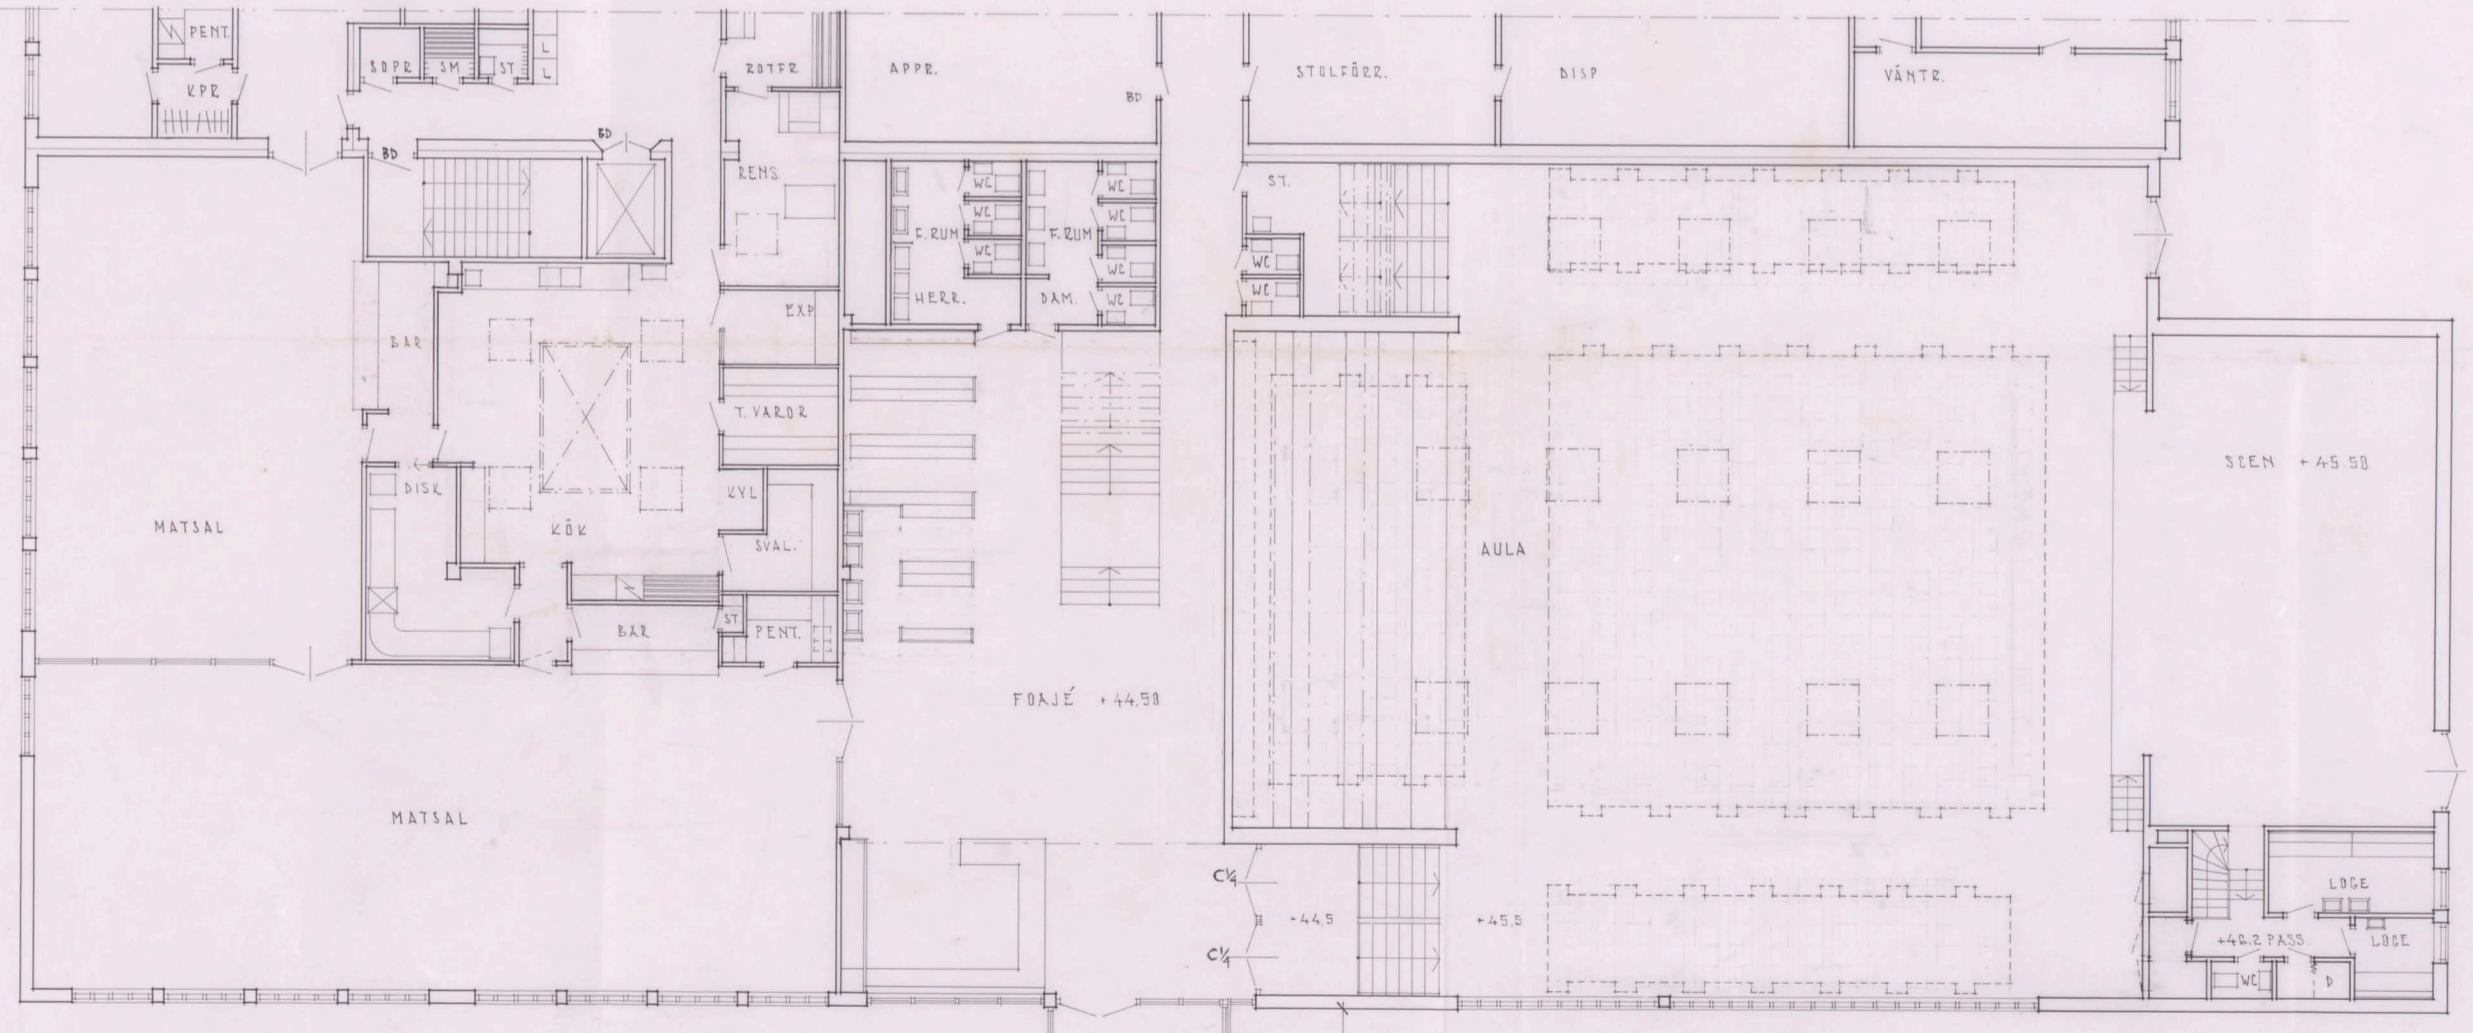 PENT.
KPR
SOPR
SM
ST
L
L
ROTFR
APPR.
BD
STOLFÖRR.
DISP
VÄNTR.
BD
BD
RENS.
WC
WC
WC
F.RUM
F.RUM
WC
WC
WC
WC
HERR.
DAM.
ST.
WC
WC
EXP
BAR
T. VAROR
DISK
KYL
KÖK
SVAL.
MATSAL
AULA
SCEN +45.50
BAR
ST
PENT.
FOAJÉ +44.50
MATSAL
C¼
C¼
+44.5
+45.5
LOGE
+46.2 PASS.
LOGE
WC
D